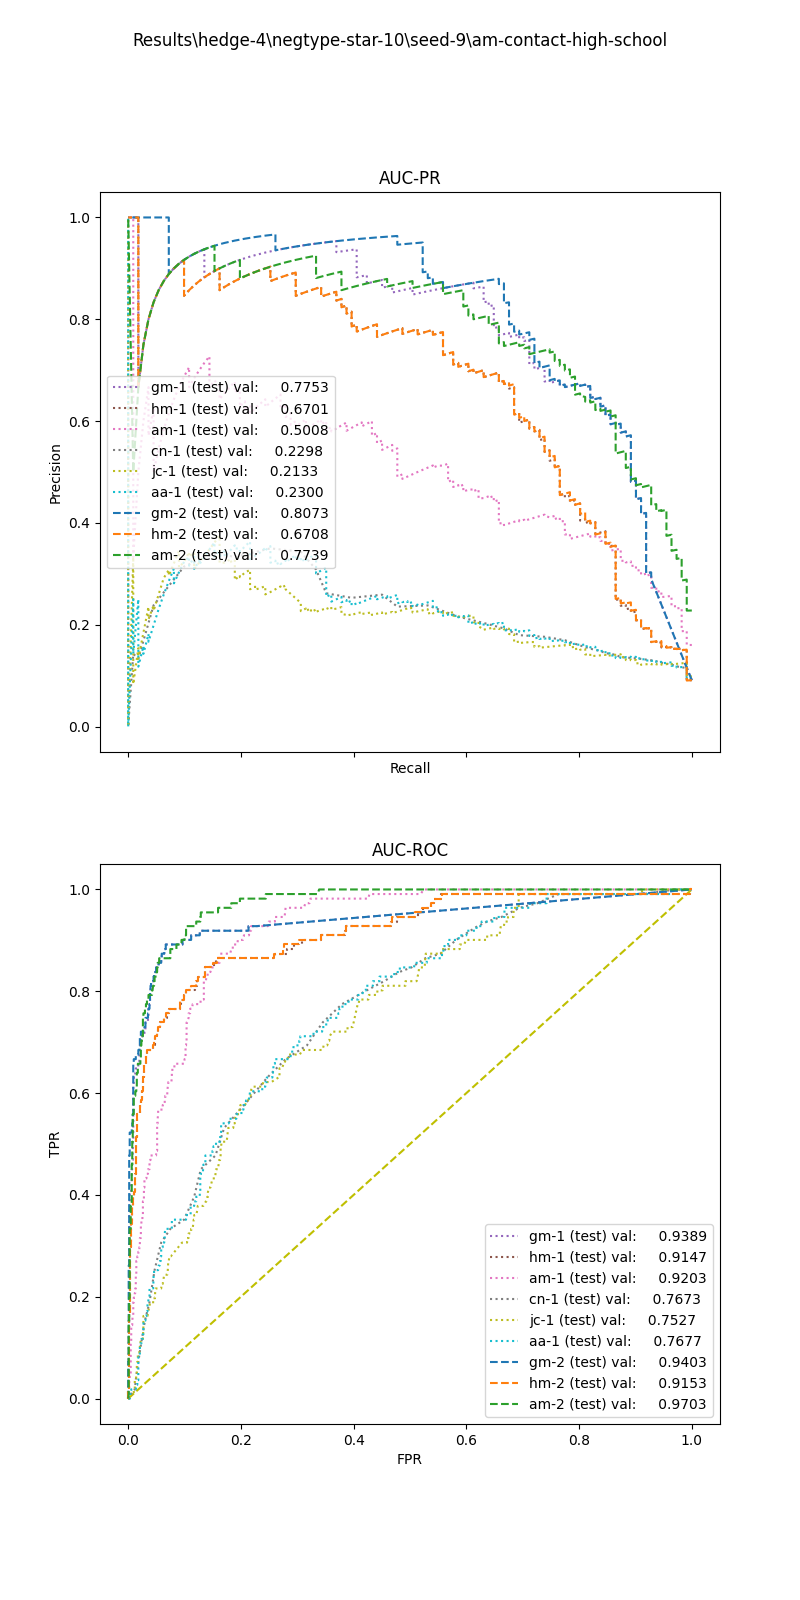 Results\hedge-4\negtype-star-10\seed-9\am-contact-high-school
AUC-PR
1.0
0.8
0.6
0.4
0.2
0.0
Precision
gm-1 (test) val: 0.7753
hm-1 (test) val: 0.6701
am-1 (test) val: 0.5008
cn-1 (test) val: 0.2298
jc-1 (test) val: 0.2133
aa-1 (test) val: 0.2300
gm-2 (test) val: 0.8073
hm-2 (test) val: 0.6708
am-2 (test) val: 0.7739
Recall
AUC-ROC
1.0
0.8
0.6
0.4
0.2
0.0
TPR
gm-1 (test) val: 0.9389
hm-1 (test) val: 0.9147
am-1 (test) val: 0.9203
cn-1 (test) val: 0.7673
jc-1 (test) val: 0.7527
aa-1 (test) val: 0.7677
gm-2 (test) val: 0.9403
hm-2 (test) val: 0.9153
am-2 (test) val: 0.9703
0.0 0.2 0.4 0.6 0.8 1.0
FPR